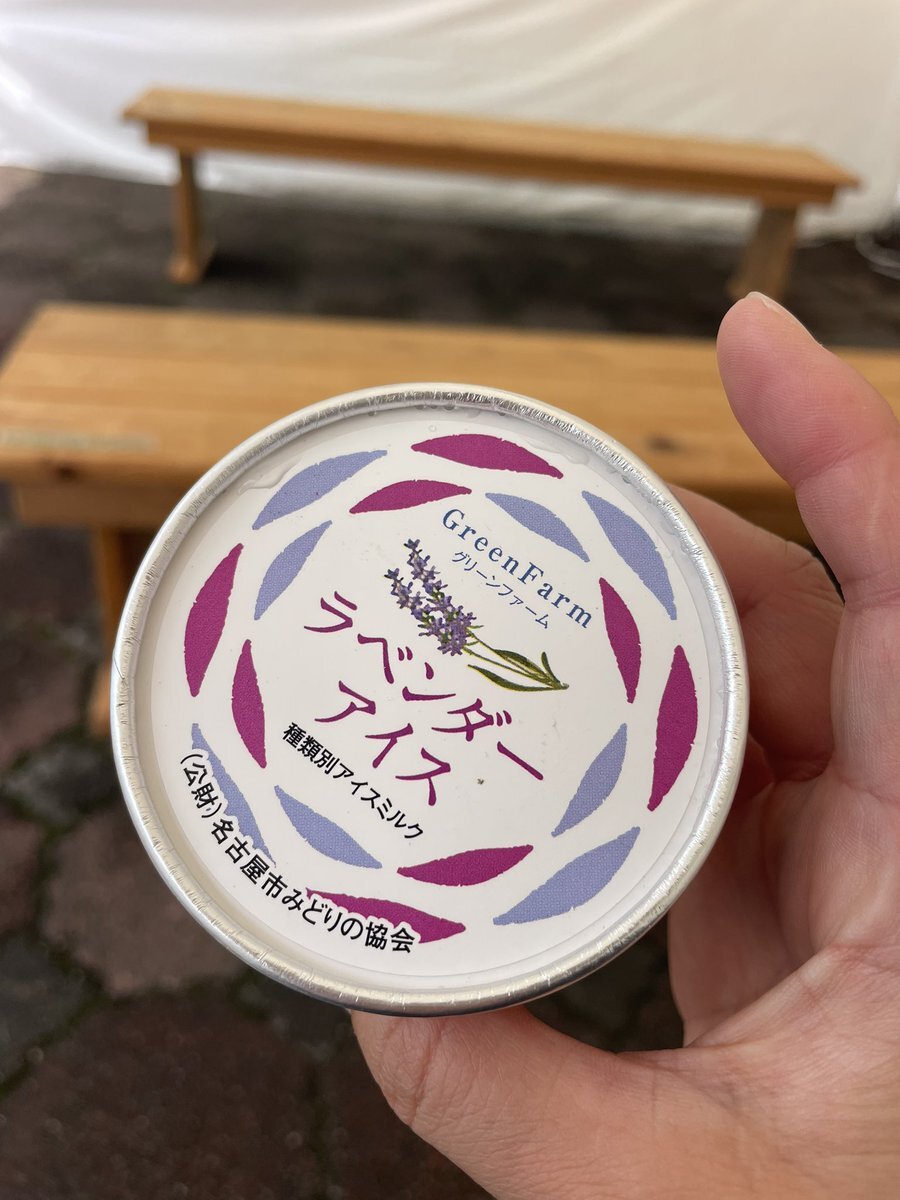 GreenFarm
グリーンファーム
ラベンダー
アイス
種類別アイスミルク
(公財)名古屋市みどりの協会